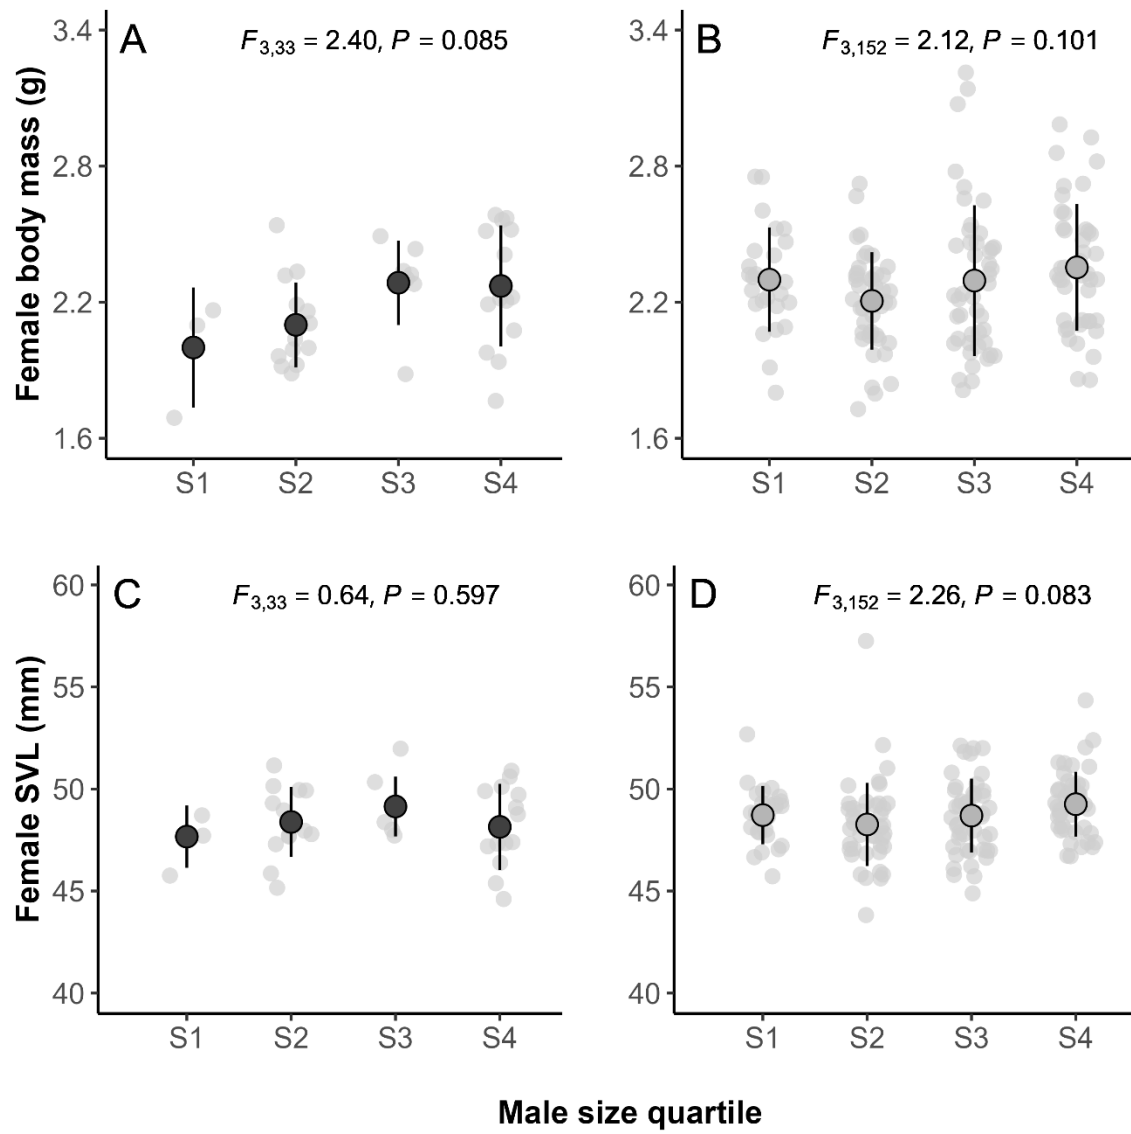 A
F3,33 = 2.40, P = 0.085
Female body mass (g)
3.4
2.8
2.2
1.6
S1 S2 S3 S4
B
F3,152 = 2.12, P = 0.101
3.4
2.8
2.2
1.6
S1 S2 S3 S4
C
F3,33 = 0.64, P = 0.597
Female SVL (mm)
60
55
50
45
40
S1 S2 S3 S4
D
F3,152 = 2.26, P = 0.083
60
55
50
45
40
S1 S2 S3 S4
Male size quartile